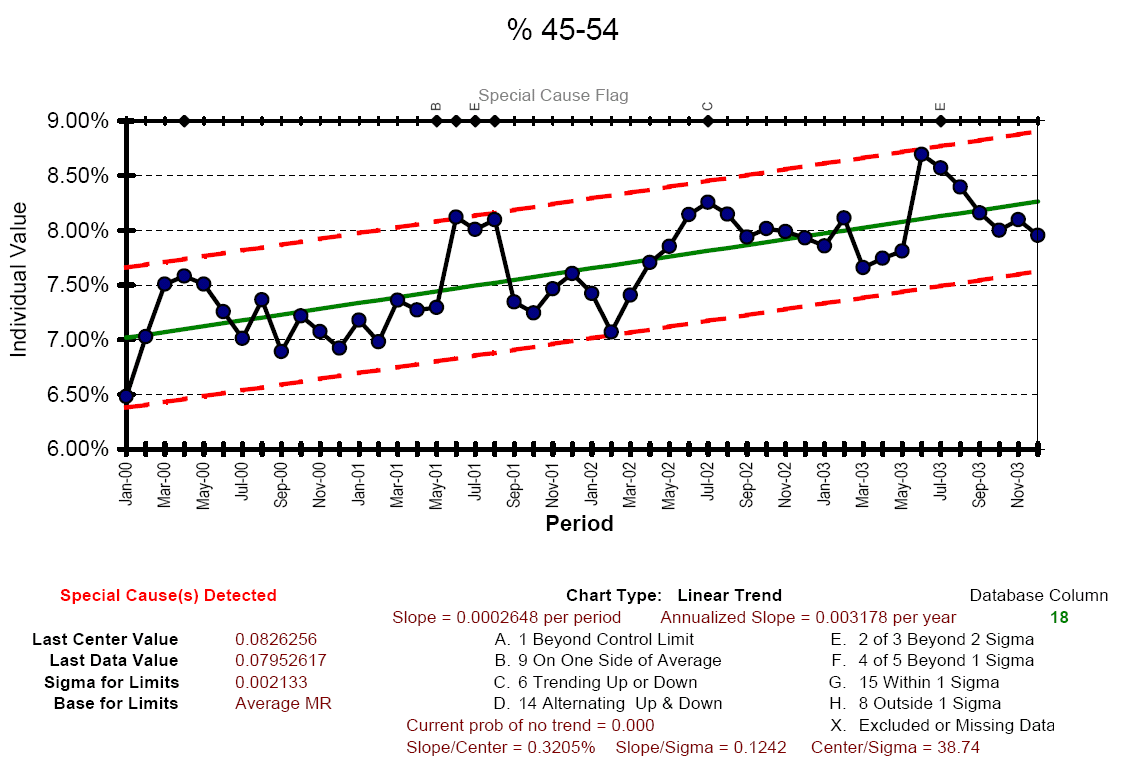 % 45-54
Special Cause Flag
B E C E
9.00%
8.50%
8.00%
7.50%
7.00%
6.50%
6.00%
Individual Value
Jan-00 Mar-00 May-00 Jul-00 Sep-00 Nov-00 Jan-01 Mar-01 May-01 Jul-01 Sep-01 Nov-01 Jan-02 Mar-02 May-02 Jul-02 Sep-02 Nov-02 Jan-03 Mar-03 May-03 Jul-03 Sep-03 Nov-03
Period
Special Cause(s) Detected Chart Type: Linear Trend Database Column
Slope = 0.0002648 per period Annualized Slope = 0.003178 per year 18
Last Center Value 0.0826256 A. 1 Beyond Control Limit E. 2 of 3 Beyond 2 Sigma
Last Data Value 0.07952617 B. 9 On One Side of Average F. 4 of 5 Beyond 1 Sigma
Sigma for Limits 0.002133 C. 6 Trending Up or Down G. 15 Within 1 Sigma
Base for Limits Average MR D. 14 Alternating Up & Down H. 8 Outside 1 Sigma
Current prob of no trend = 0.000 X. Excluded or Missing Data
Slope/Center = 0.3205% Slope/Sigma = 0.1242 Center/Sigma = 38.74